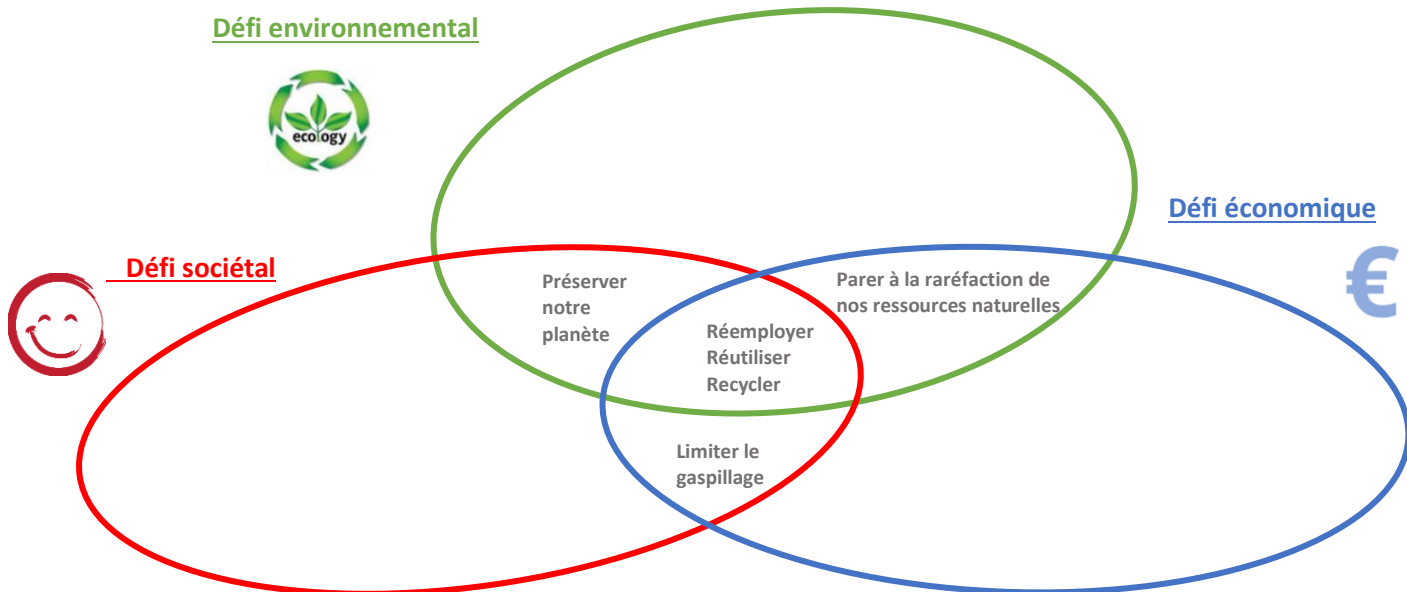 Défi environnemental
ecology
Défi économique
€
Défi sociétal
Préserver
notre
planète
Parer à la raréfaction de
nos ressources naturelles
Réemployer
Réutiliser
Recycler
Limiter le
gaspillage